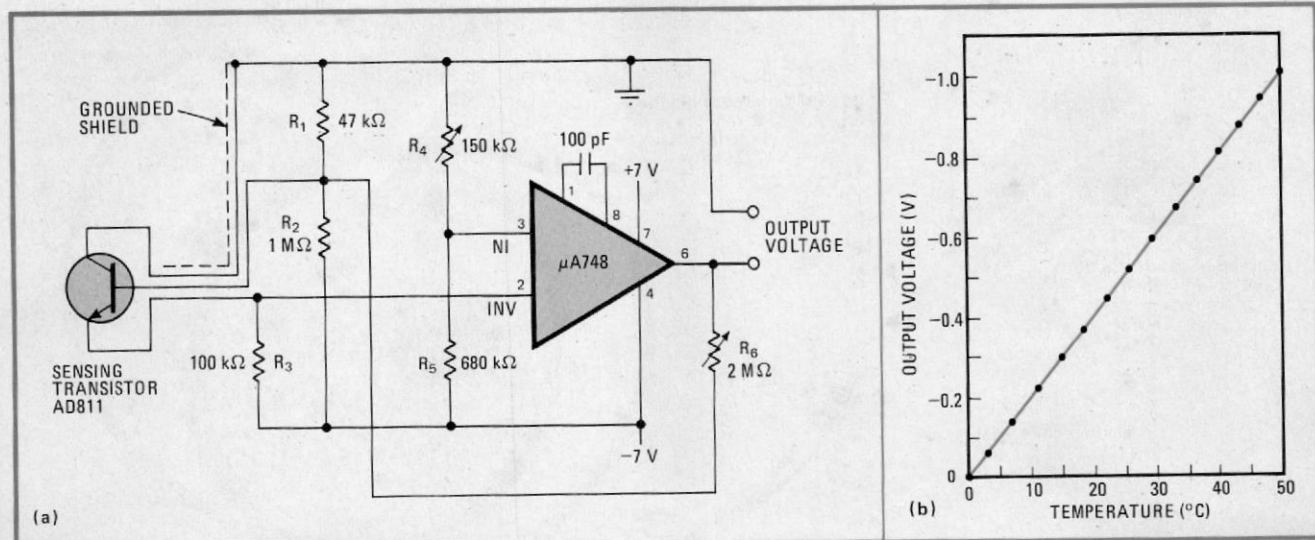 GROUNDED
SHIELD
R1
47 kΩ
R4
150 kΩ
100 pF
+7 V
1
8
R2
1 MΩ
3
NI
7
6
OUTPUT
VOLTAGE
μA748
2
INV
4
100 kΩ
R3
R5
680 kΩ
R6
2 MΩ
SENSING
TRANSISTOR
AD811
−7 V
(a)
OUTPUT VOLTAGE (V)
−1.0
−0.8
−0.6
−0.4
−0.2
0
0
10
20
30
40
50
(b)
TEMPERATURE (°C)